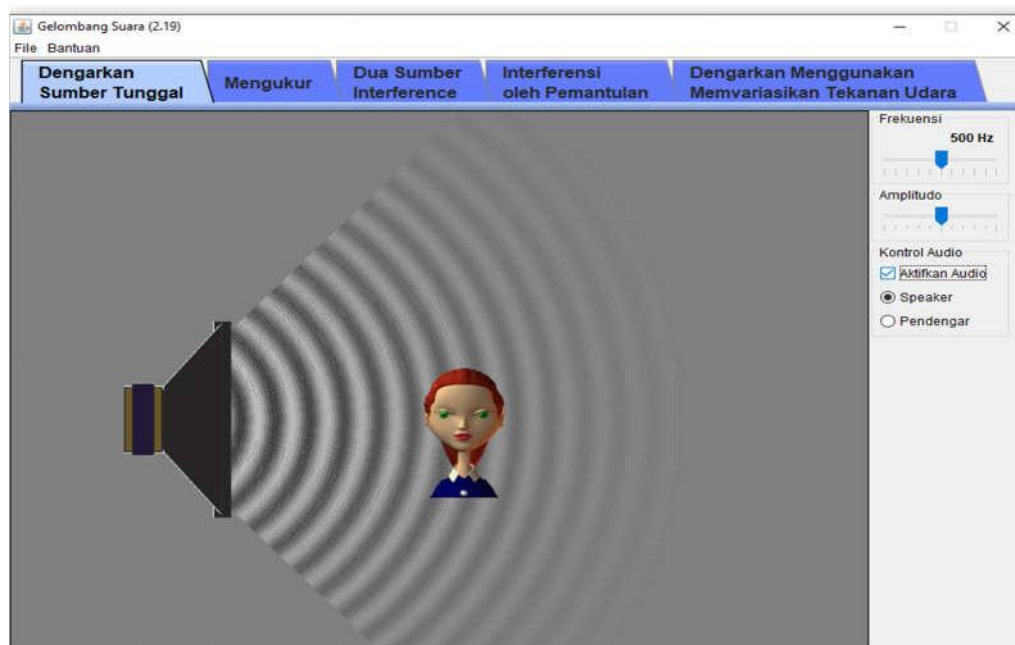 Gelombang Suara (2.19)
File Bantuan
Dengarkan
Sumber Tunggal
Mengukur
Dua Sumber
Interference
Interferensi
oleh Pemantulan
Dengarkan Menggunakan
Memvariasikan Tekanan Udara
Frekuensi
500 Hz
Amplitudo
Kontrol Audio
Aktifkan Audio
Speaker
Pendengar